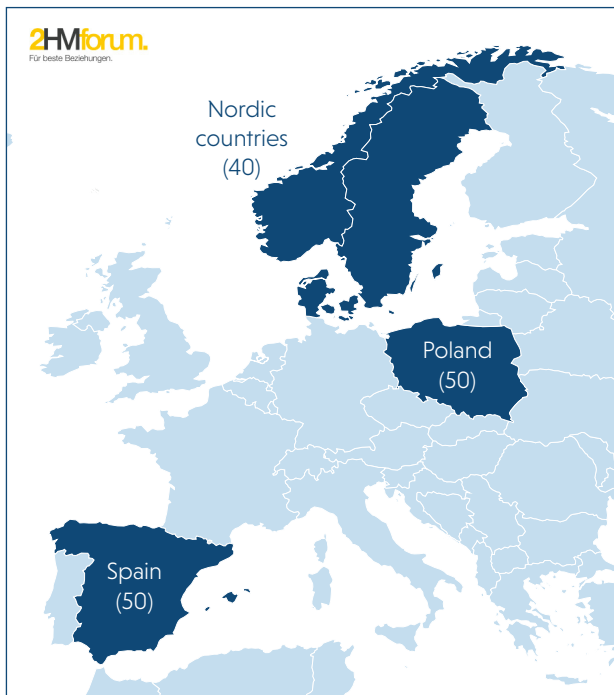 2HMforum.
Für beste Beziehungen.
Nordic
countries
(40)
Poland
(50)
Spain
(50)